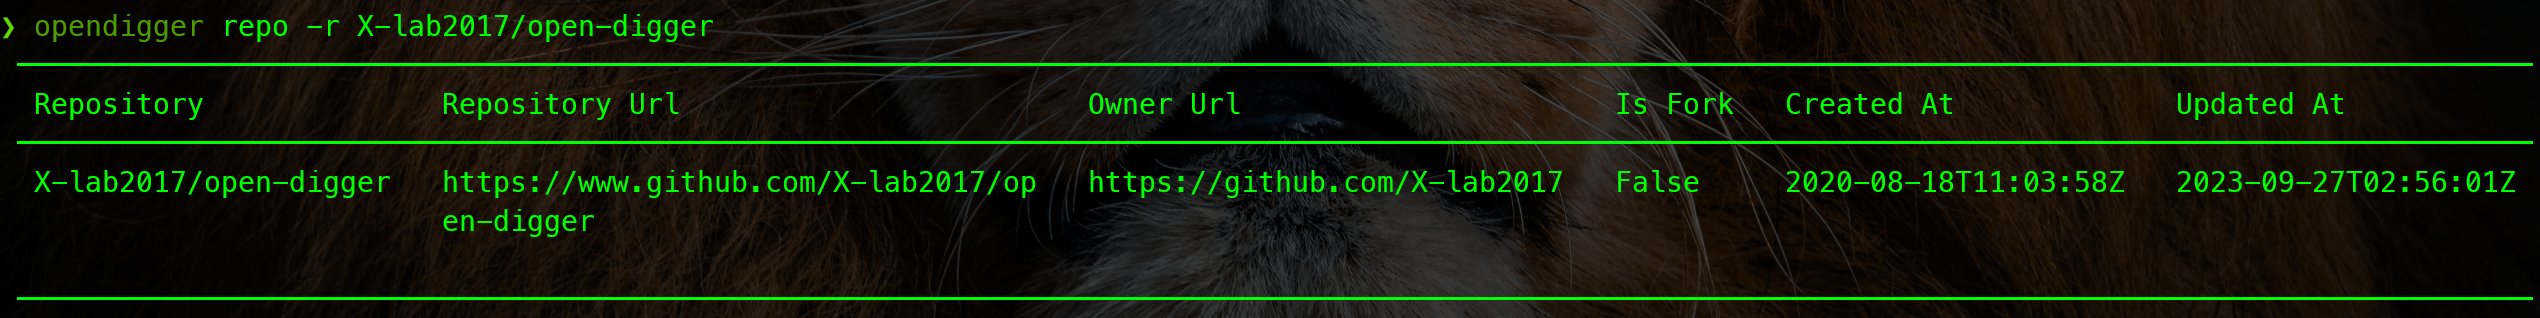 ❯ opendigger repo -r X-lab2017/open-digger
Repository Repository Url Owner Url Is Fork Created At Updated At
X-lab2017/open-digger https://www.github.com/X-lab2017/op https://github.com/X-lab2017 False 2020-08-18T11:03:58Z 2023-09-27T02:56:01Z
en-digger